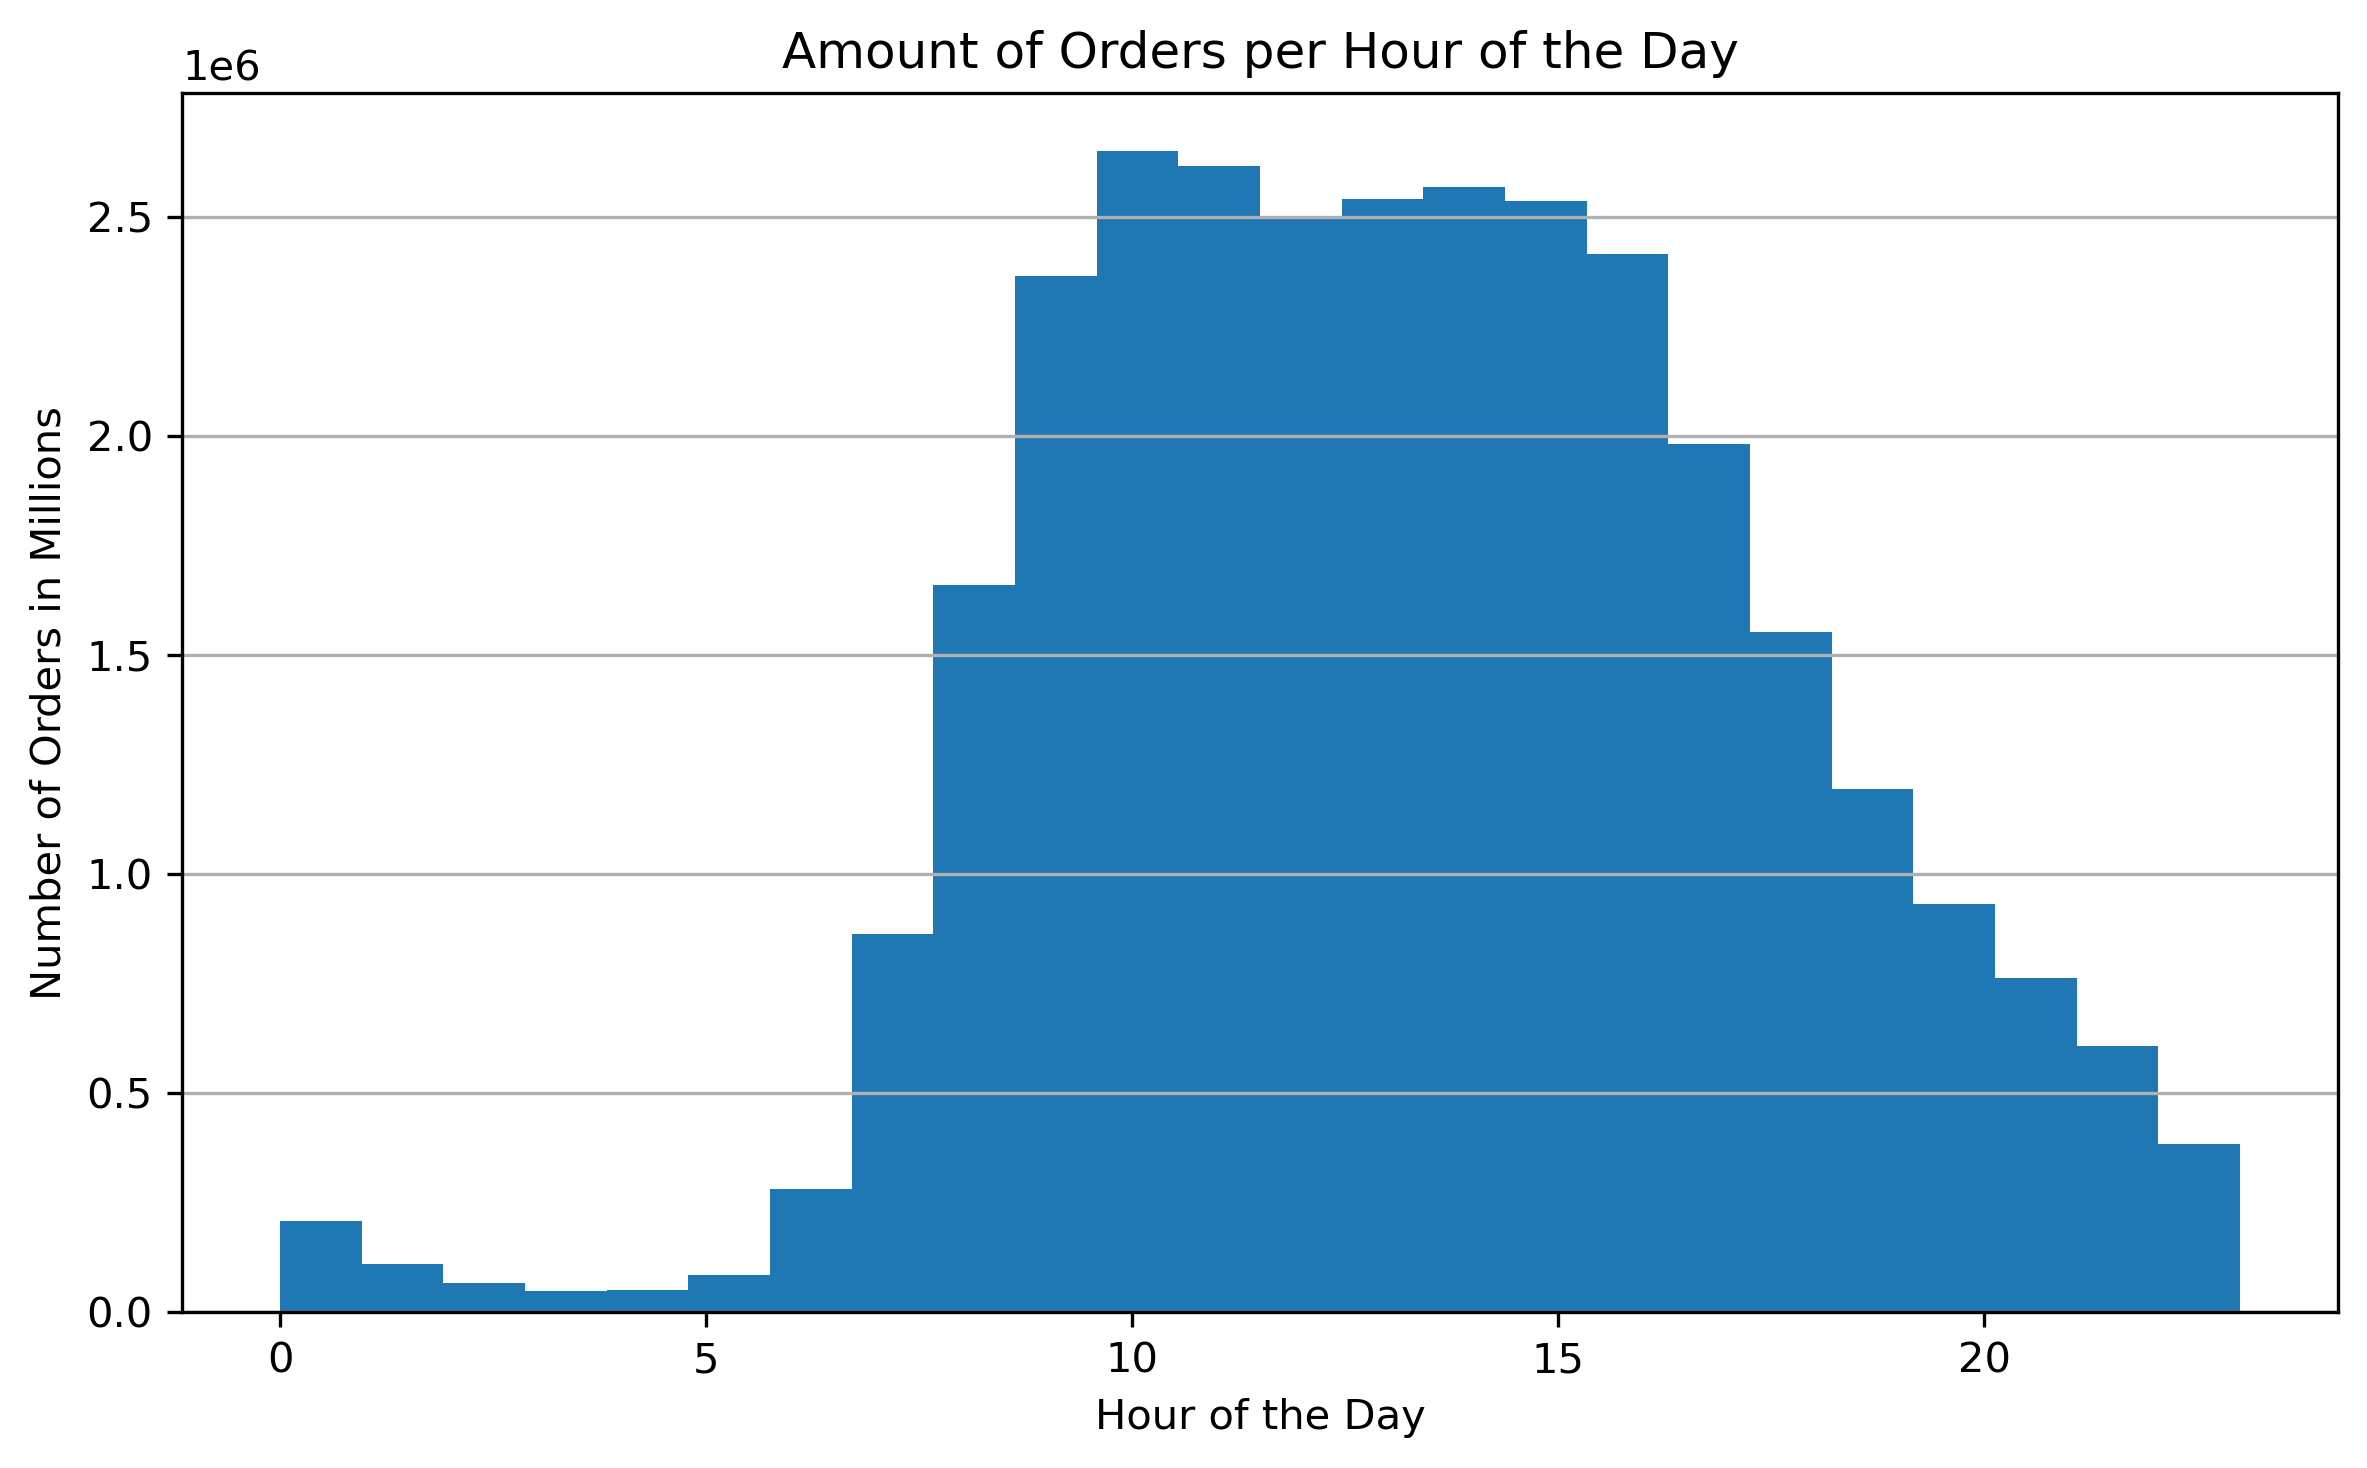 Amount of Orders per Hour of the Day
1e6
2.5
2.0
1.5
1.0
0.5
0.0
Number of Orders in Millions
0 5 10 15 20
Hour of the Day